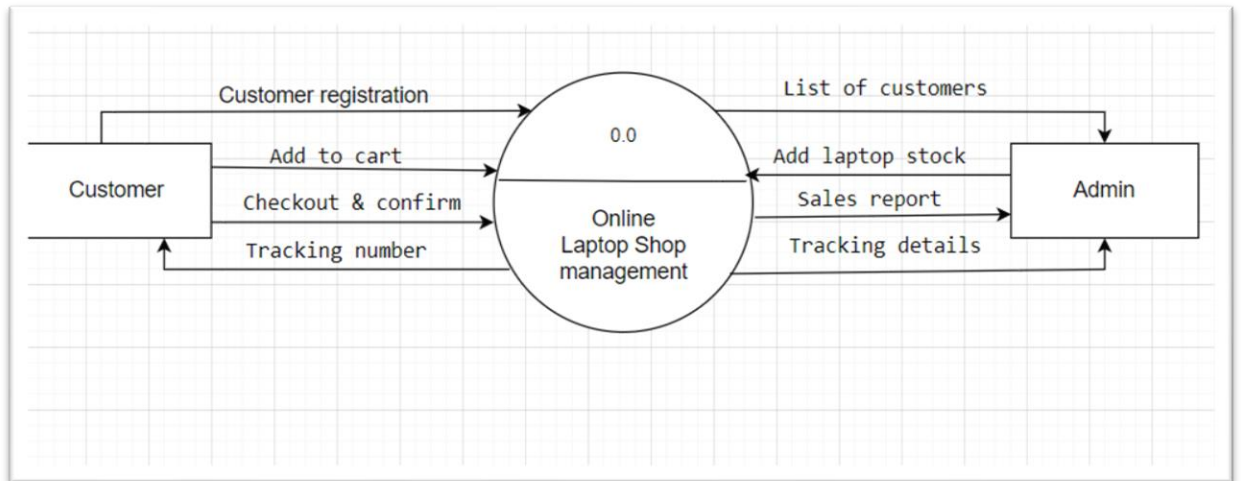 Customer registration
List of customers
0.0
Add to cart
Add laptop stock
Customer
Checkout & confirm
Sales report
Admin
Online
Laptop Shop
management
Tracking number
Tracking details